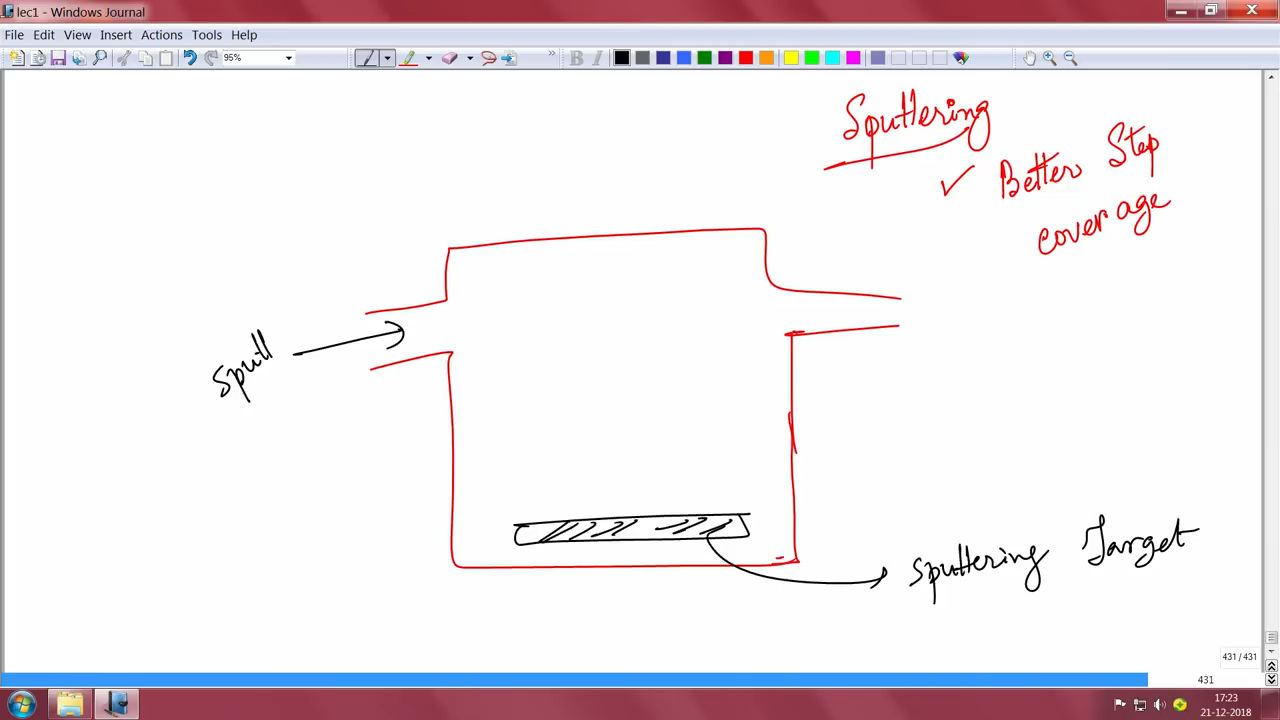 lec1 - Windows Journal
File Edit View Insert Actions Tools Help
95%
Sputtering
✓ Better Step
coverage
Sputt
Sputtering Target
431 / 431
431
17:23
21-12-2018